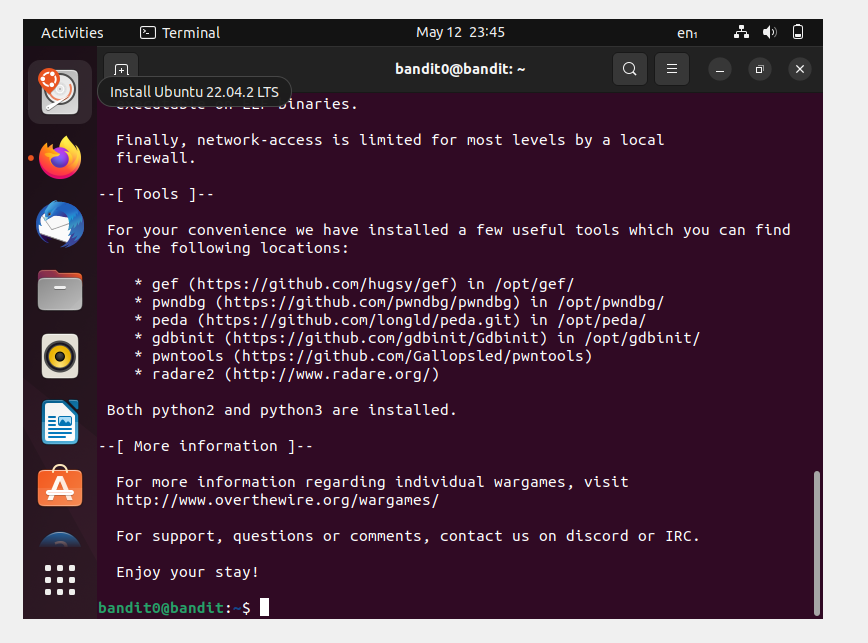 Activities
Terminal
May 12 23:45
en₁
bandit0@bandit: ~
Install Ubuntu 22.04.2 LTS
binaries.
Finally, network-access is limited for most levels by a local
firewall.
--[ Tools ]--
For your convenience we have installed a few useful tools which you can find
in the following locations:
* gef (https://github.com/hugsy/gef) in /opt/gef/
* pwndbg (https://github.com/pwndbg/pwndbg) in /opt/pwndbg/
* peda (https://github.com/longld/peda.git) in /opt/peda/
* gdbinit (https://github.com/gdbinit/Gdbinit) in /opt/gdbinit/
* pwntools (https://github.com/Gallopsled/pwntools)
* radare2 (http://www.radare.org/)
Both python2 and python3 are installed.
--[ More information ]--
For more information regarding individual wargames, visit
http://www.overthewire.org/wargames/
For support, questions or comments, contact us on discord or IRC.
Enjoy your stay!
bandit0@bandit:~$